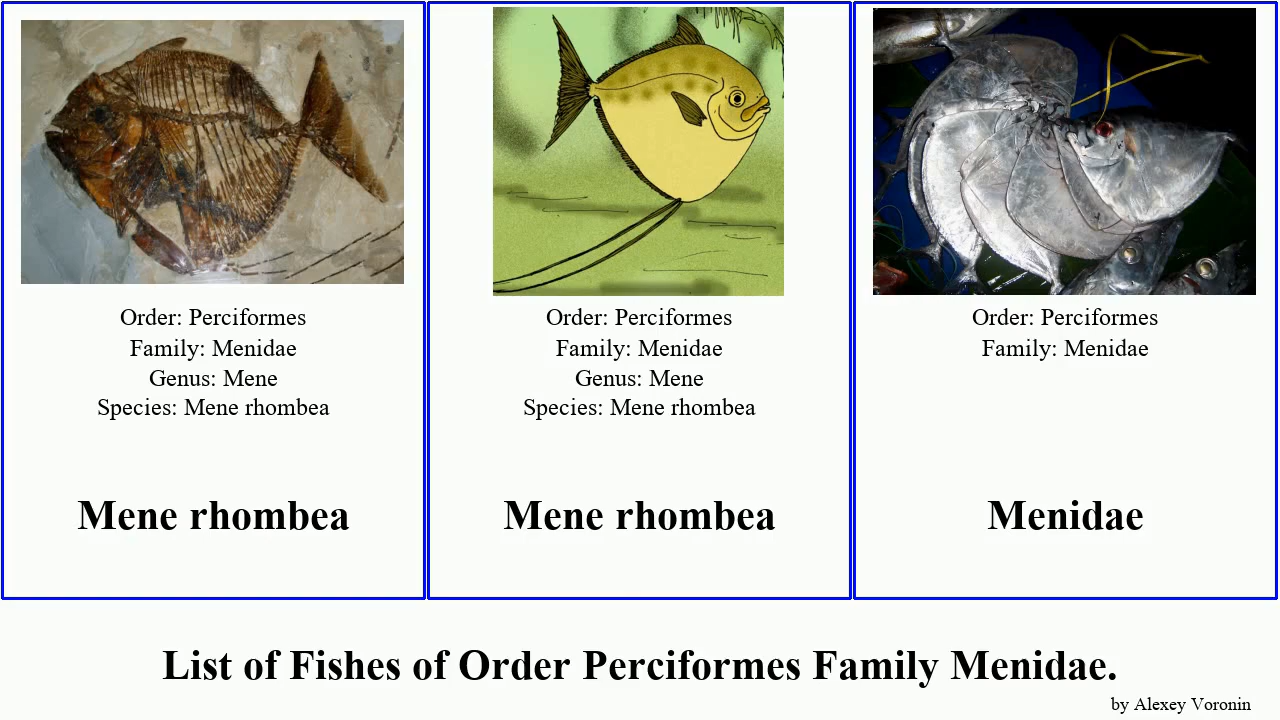 Order: Perciformes
Family: Menidae
Genus: Mene
Species: Mene rhombea
Mene rhombea
Order: Perciformes
Family: Menidae
Genus: Mene
Species: Mene rhombea
Mene rhombea
Order: Perciformes
Family: Menidae
Menidae
List of Fishes of Order Perciformes Family Menidae.
by Alexey Voronin